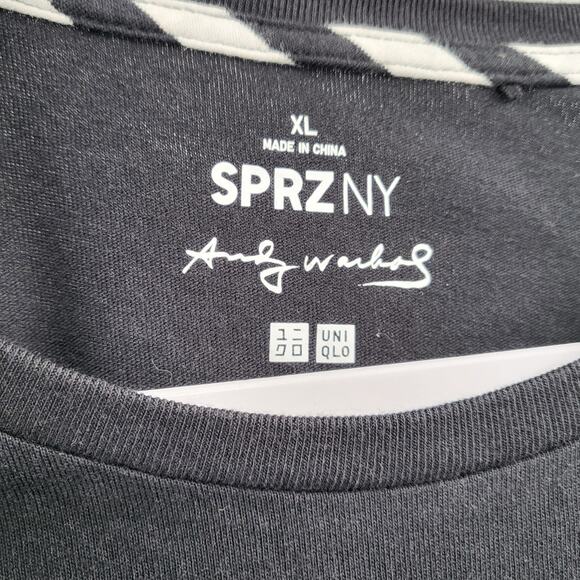 XL
MADE IN CHINA
SPRZ NY
Andy Warhol
ユニ UNI
クロ QLO